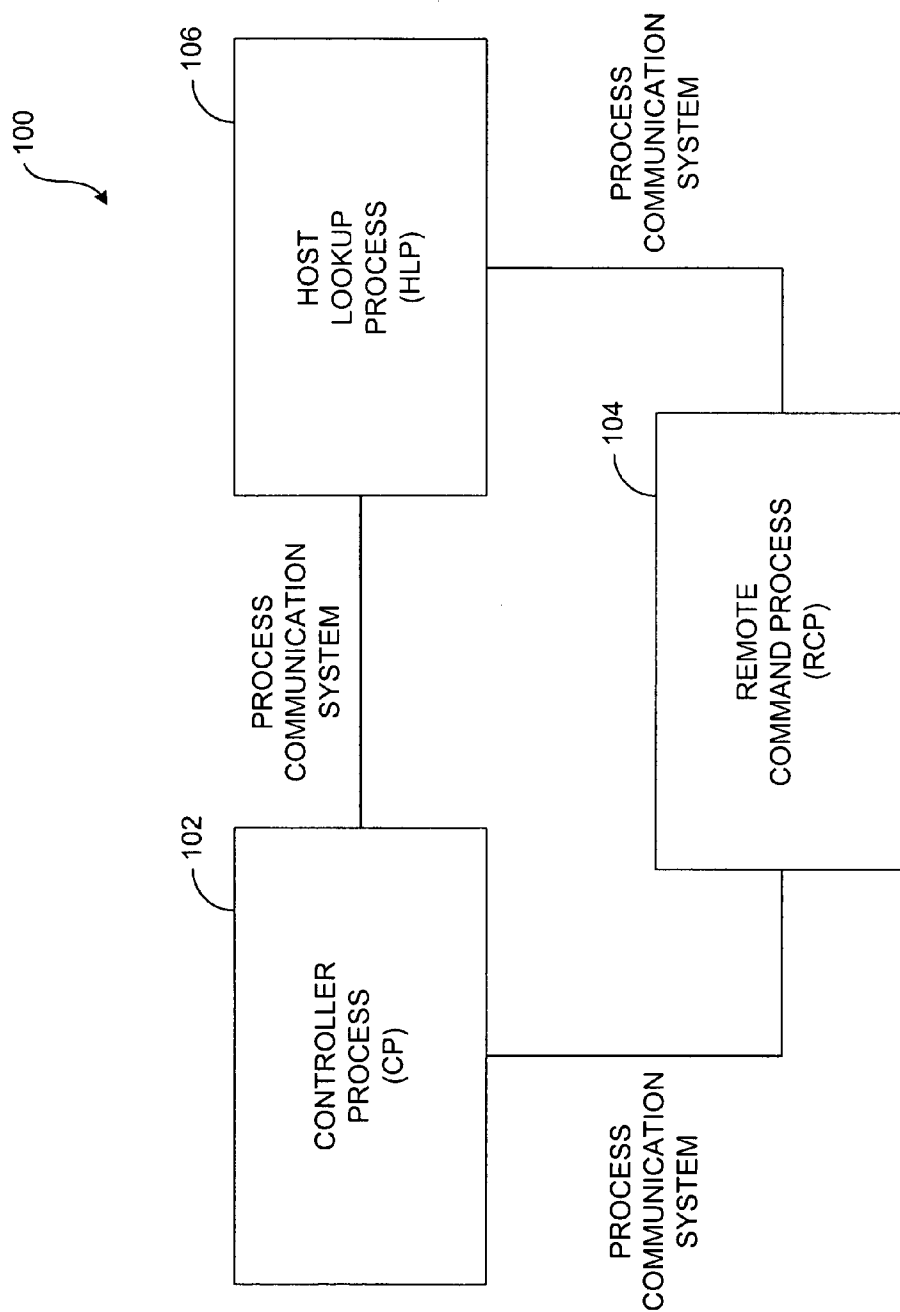 100
102
CONTROLLER
PROCESS
(CP)
PROCESS
COMMUNICATION
SYSTEM
106
HOST
LOOKUP
PROCESS
(HLP)
PROCESS
COMMUNICATION
SYSTEM
104
REMOTE
COMMAND PROCESS
(RCP)
PROCESS
COMMUNICATION
SYSTEM